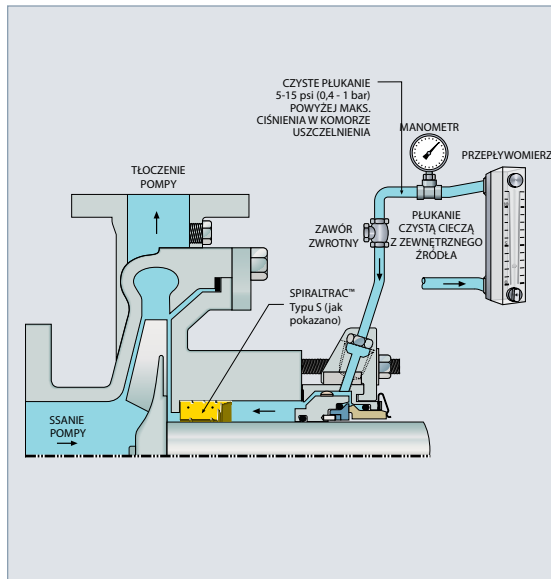 CZYSTE PŁUKANIE
5-15 psi (0,4 - 1 bar)
POWYŻEJ MAKS.
CIŚNIENIA W KOMORZE
USZCZELNIENIA
MANOMETR
PRZEPŁYWOMIERZ
TŁOCZENIE
POMPY
ZAWÓR
ZWROTNY
PŁUKANIE
CZYSTĄ CIECZĄ
Z ZEWNĘTRZNEGO
ŹRÓDŁA
SPIRALTRAC™
Typu S (jak
pokazano)
SSANIE
POMPY